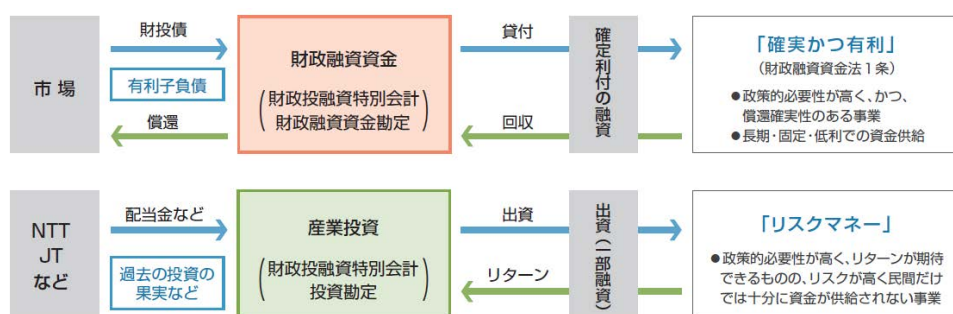 市 場
財投債
有利子負債
償還
財政融資資金
財政投融資特別会計
財政融資資金勘定
貸付
回収
確定利付の融資
「確実かつ有利」
（財政融資資金法１条）
●政策的必要性が高く、かつ、
償還確実性のある事業
●長期・固定・低利での資金供給
NTT
JT
など
配当金など
過去の投資の
果実など
産業投資
財政投融資特別会計
投資勘定
出資
リターン
出資（一部融資）
「リスクマネー」
●政策的必要性が高く、リターンが期待
できるものの、リスクが高く民間だけ
では十分に資金が供給されない事業